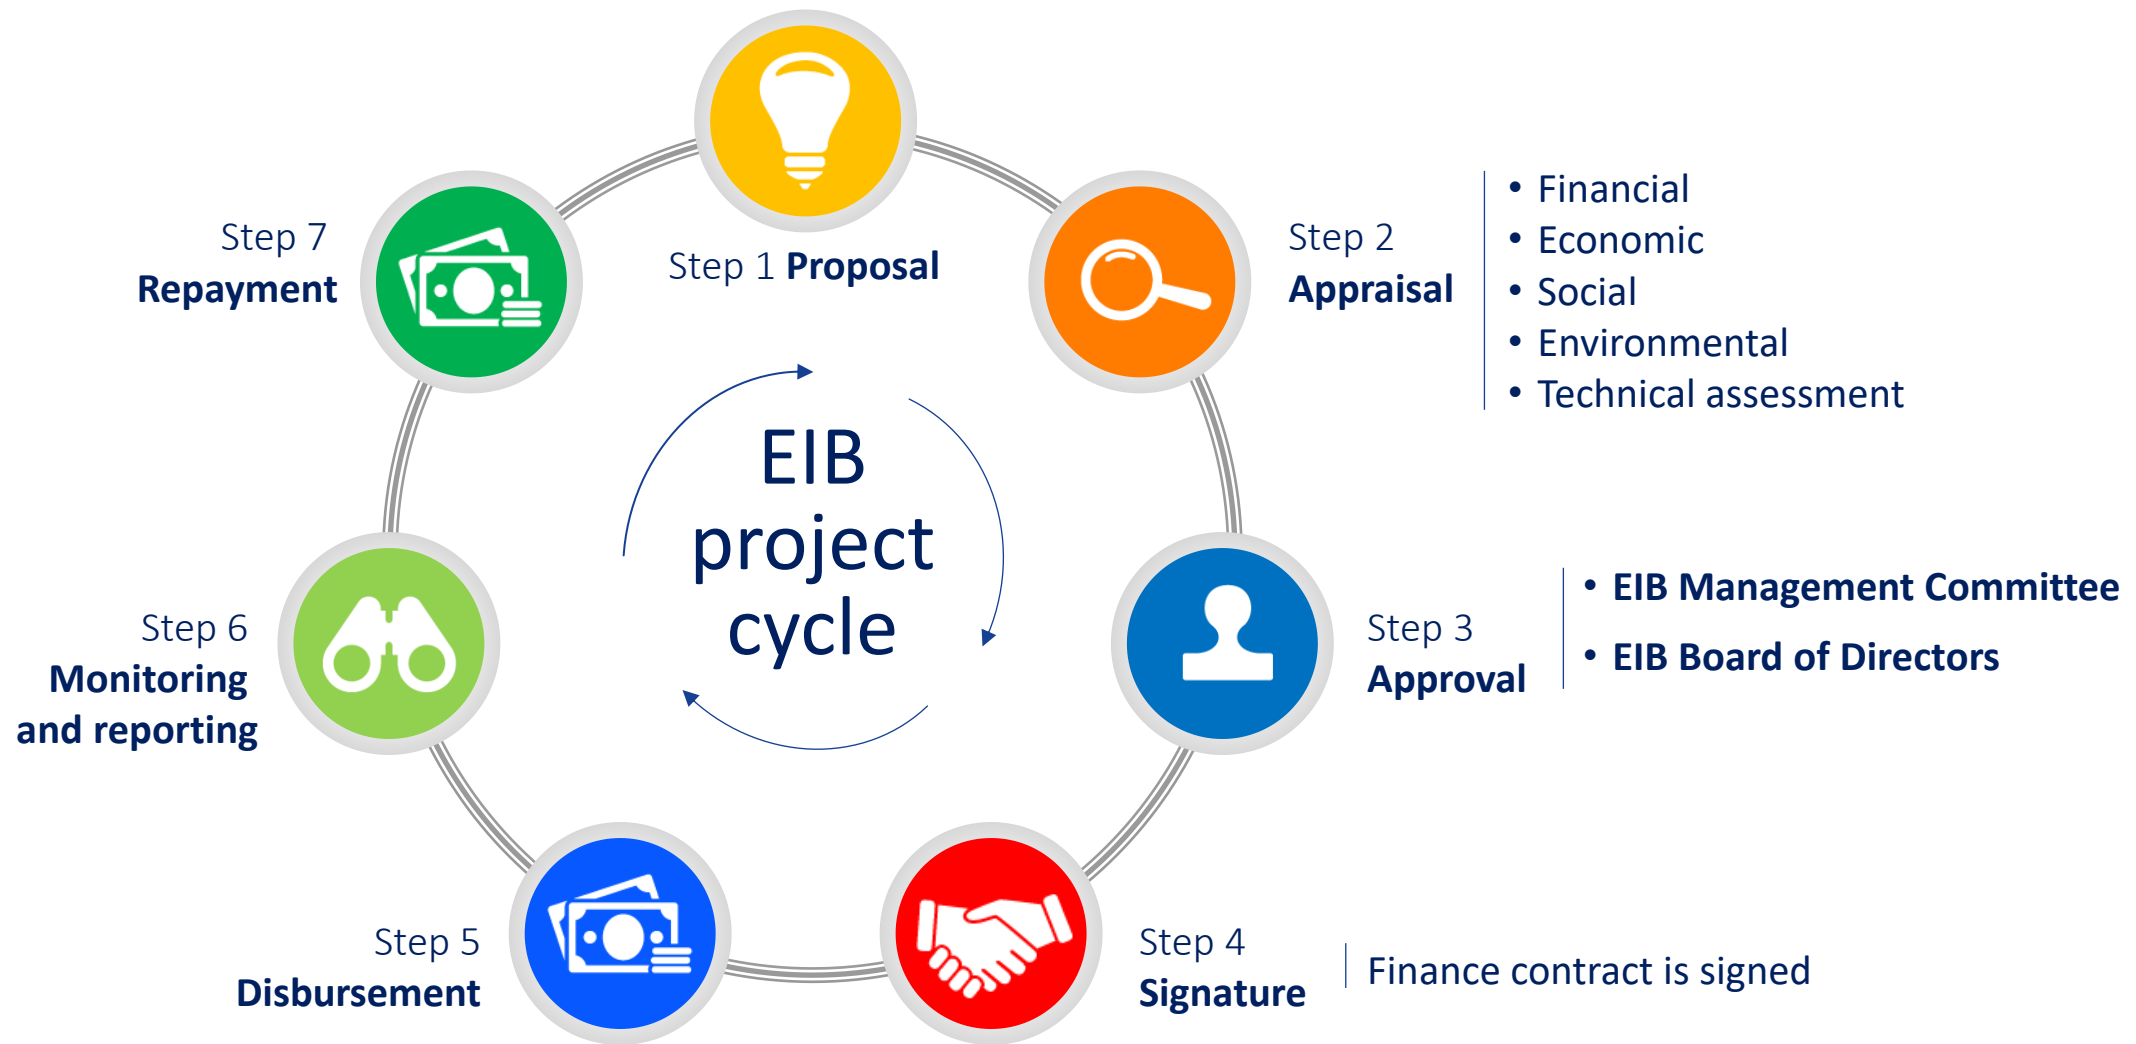 EIB
project
cycle
Step 1 Proposal
Step 2
Appraisal
• Financial
• Economic
• Social
• Environmental
• Technical assessment
Step 3
Approval
• EIB Management Committee
• EIB Board of Directors
Step 4
Signature
Finance contract is signed
Step 5
Disbursement
Step 6
Monitoring
and reporting
Step 7
Repayment